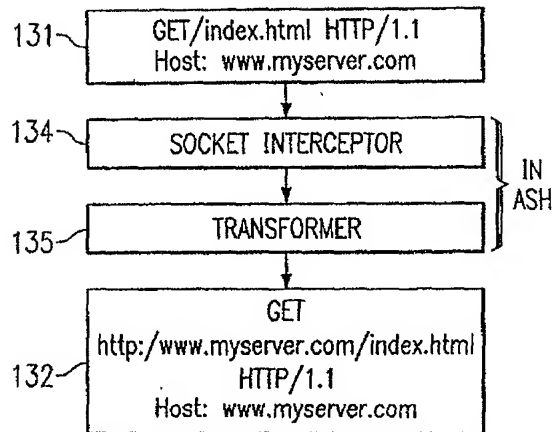 131
GET/index.html HTTP/1.1
Host: www.myserver.com
134
SOCKET INTERCEPTOR
IN
ASH
135
TRANSFORMER
132
GET
http:/www.myserver.com/index.html
HTTP/1.1
Host: www.myserver.com